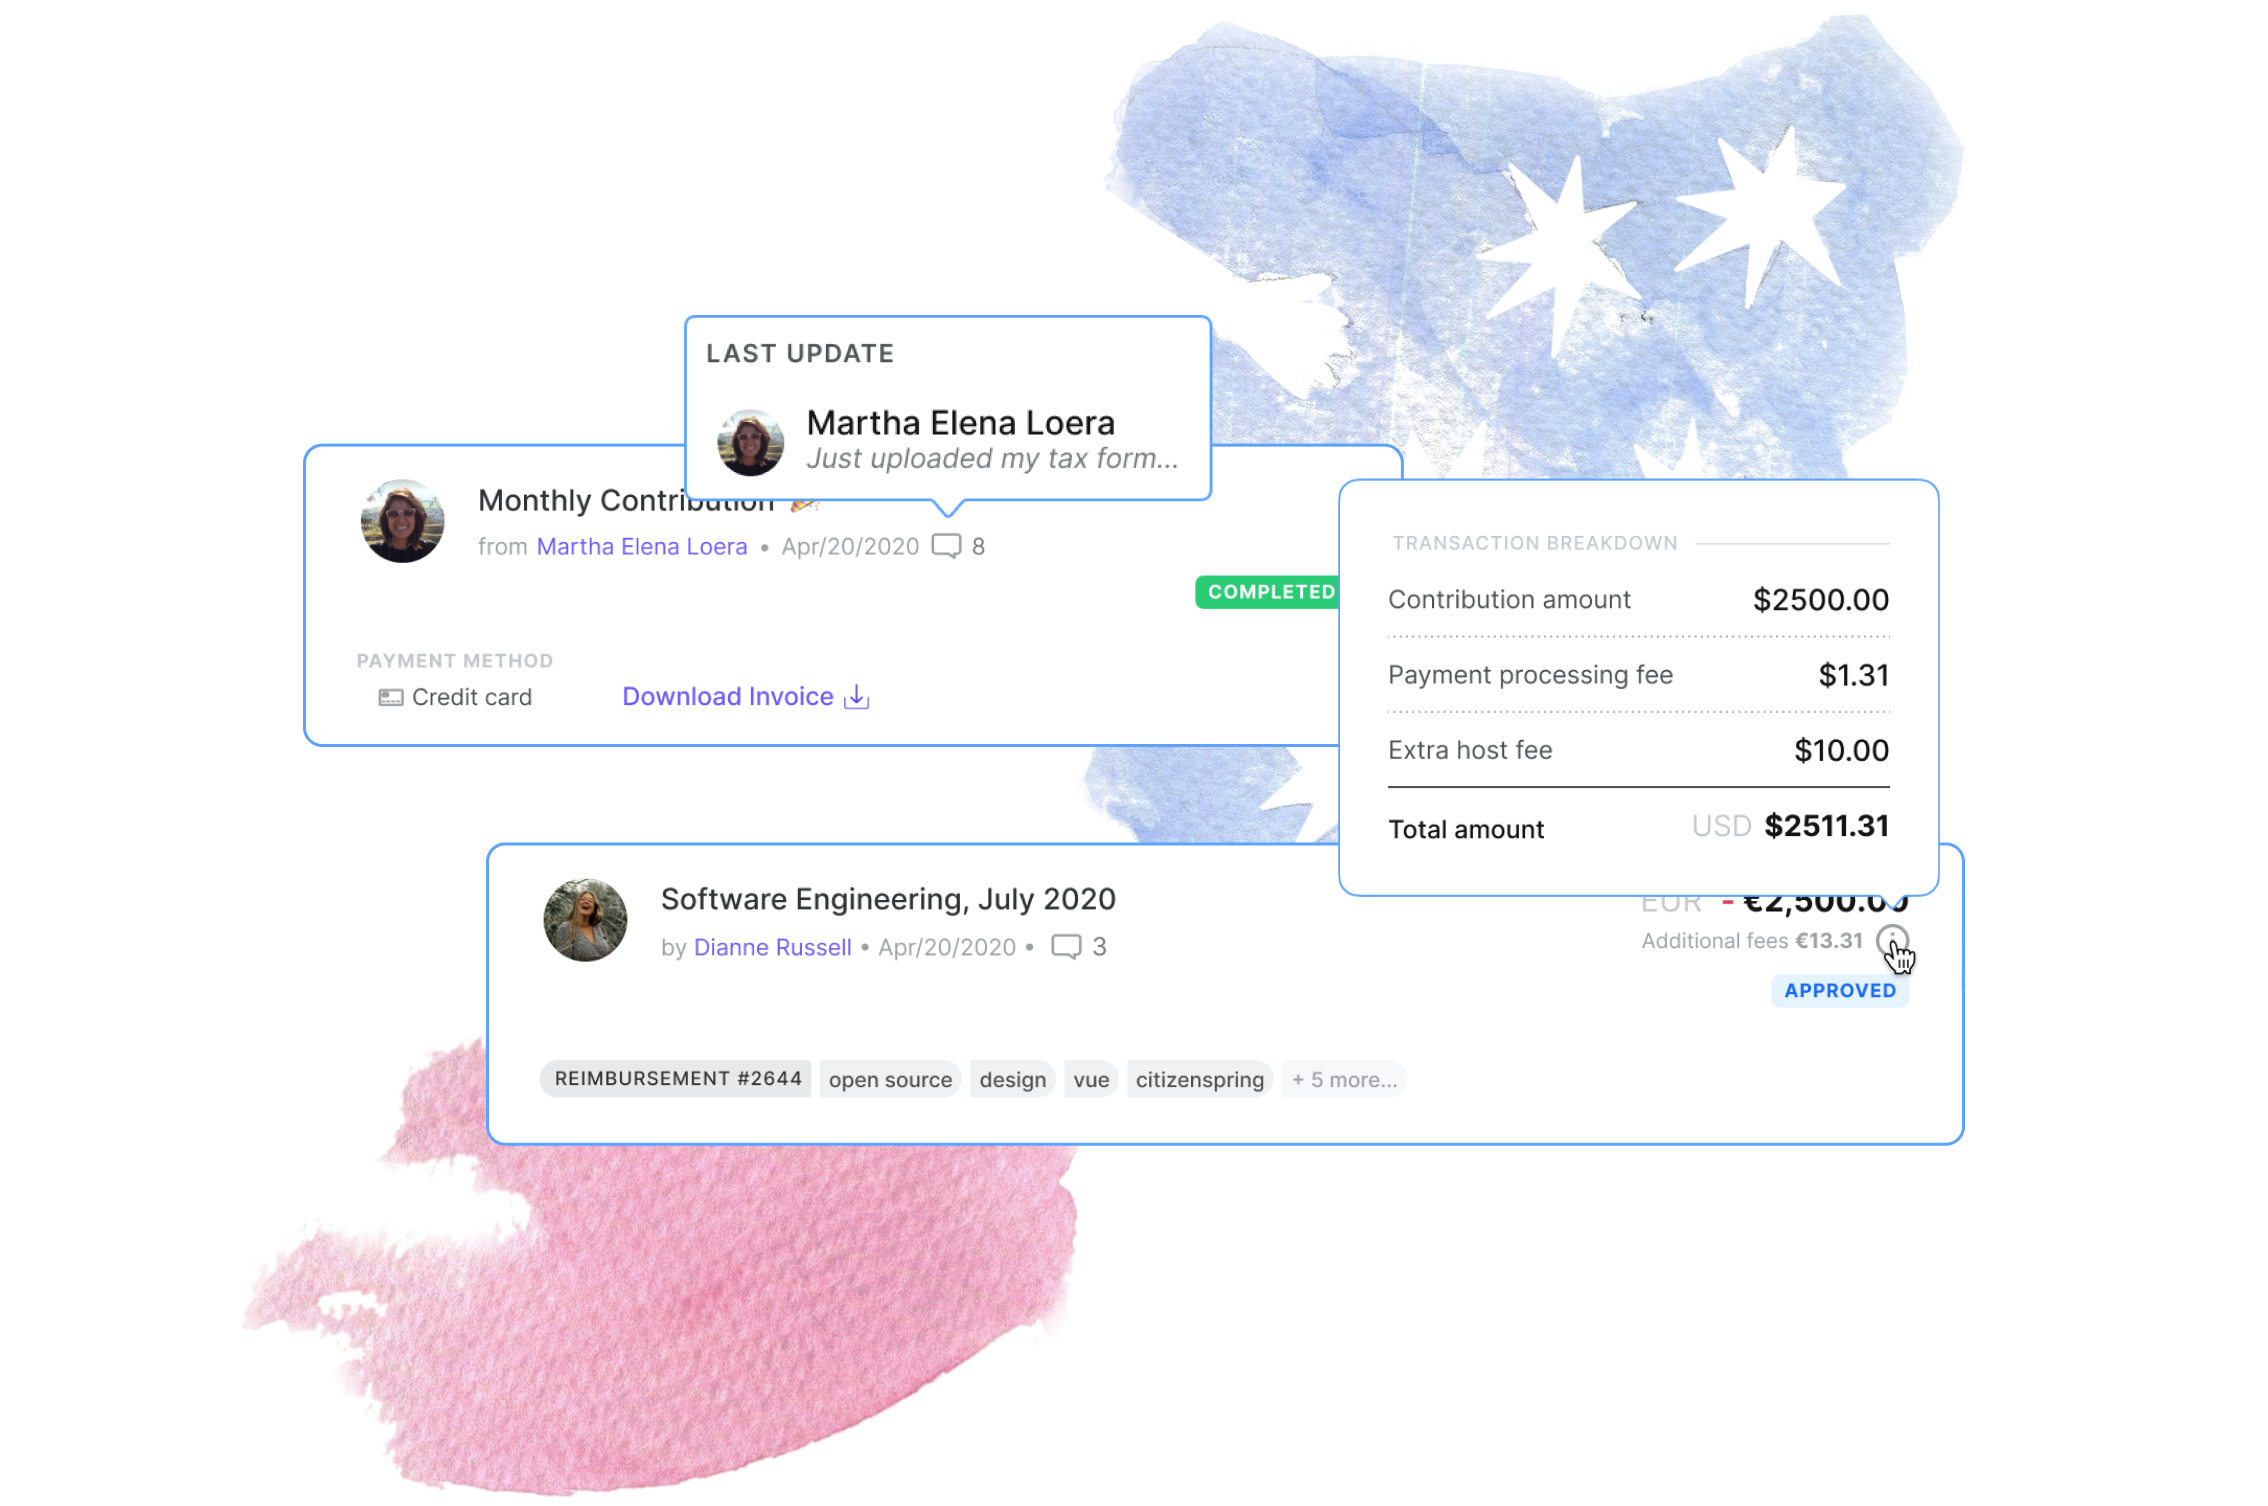 LAST UPDATE
Martha Elena Loera
Just uploaded my tax form...
Monthly Contribution
from Martha Elena Loera • Apr/20/2020 8
COMPLETED
PAYMENT METHOD
Credit card
Download Invoice
TRANSACTION BREAKDOWN
Contribution amount $2500.00
Payment processing fee $1.31
Extra host fee $10.00
Total amount USD $2511.31
Software Engineering, July 2020
by Dianne Russell • Apr/20/2020 • 3
EUR - €2,500.00
Additional fees €13.31
APPROVED
REIMBURSEMENT #2644 open source design vue citizenspring + 5 more...